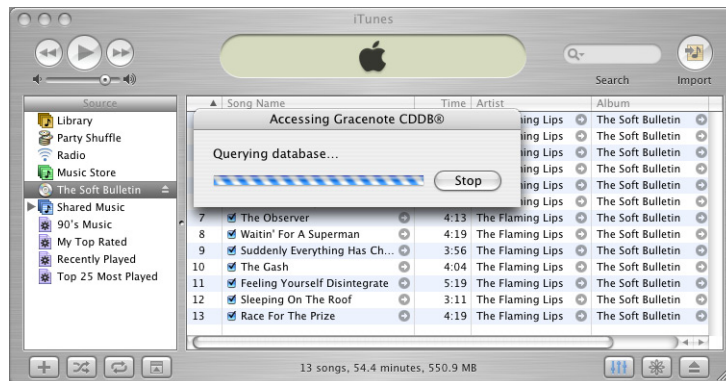 iTunes
Search
Import
Source
Library
Party Shuffle
Radio
Music Store
The Soft Bulletin
Shared Music
90's Music
My Top Rated
Recently Played
Top 25 Most Played
Song Name Time Artist Album
Accessing Gracenote CDDB®
Querying database...
Stop
ing Lips The Soft Bulletin
ming Lips The Soft Bulletin
ming Lips The Soft Bulletin
ming Lips The Soft Bulletin
ming Lips The Soft Bulletin
ming Lips The Soft Bulletin
7 The Observer 4:13 The Flaming Lips The Soft Bulletin
8 Waitin' For A Superman 4:19 The Flaming Lips The Soft Bulletin
9 Suddenly Everything Has Ch... 3:56 The Flaming Lips The Soft Bulletin
10 The Gash 4:04 The Flaming Lips The Soft Bulletin
11 Feeling Yourself Disintegrate 5:19 The Flaming Lips The Soft Bulletin
12 Sleeping On The Roof 3:11 The Flaming Lips The Soft Bulletin
13 Race For The Prize 4:19 The Flaming Lips The Soft Bulletin
13 songs, 54.4 minutes, 550.9 MB